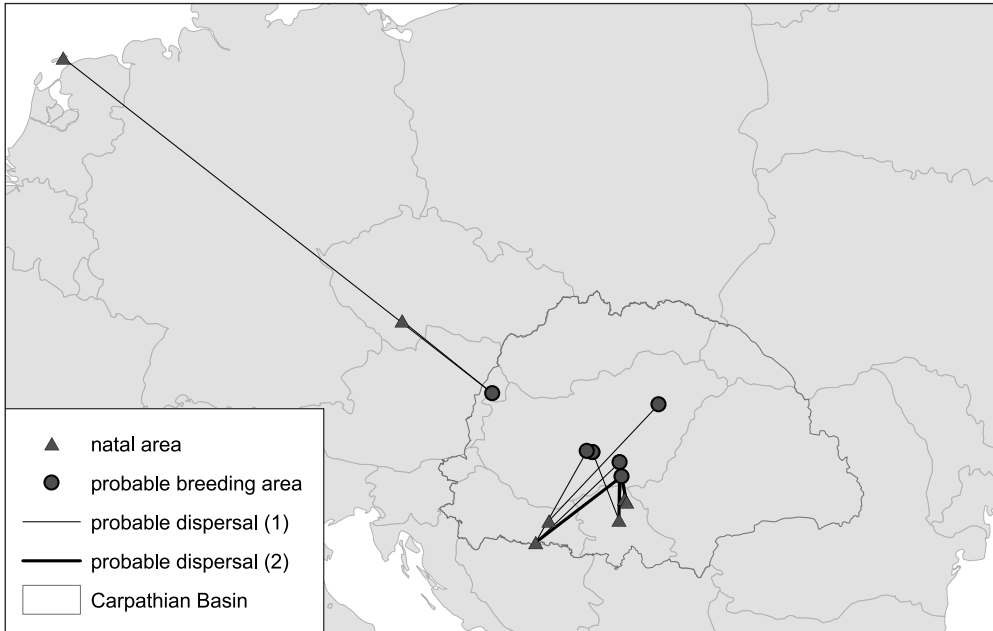 natal area
probable breeding area
probable dispersal (1)
probable dispersal (2)
Carpathian Basin